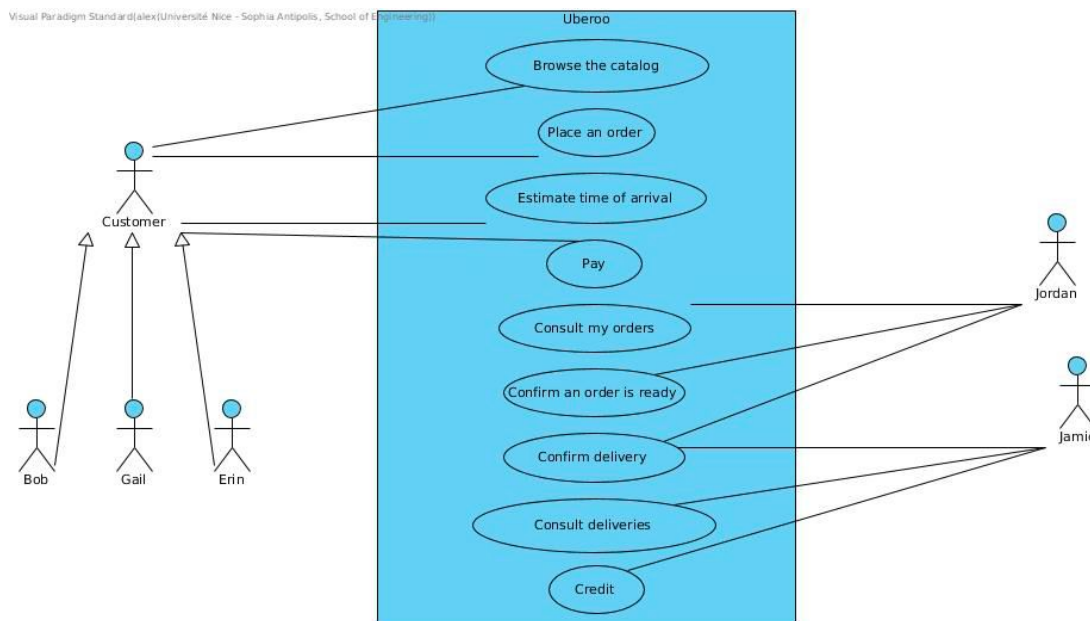 Visual Paradigm Standard(alex(Université Nice - Sophia Antipolis, School of Engineering))
Uberoo
Browse the catalog
Place an order
Estimate time of arrival
Customer
Pay
Jordan
Consult my orders
Confirm an order is ready
Jamie
Confirm delivery
Bob
Gail
Erin
Consult deliveries
Credit